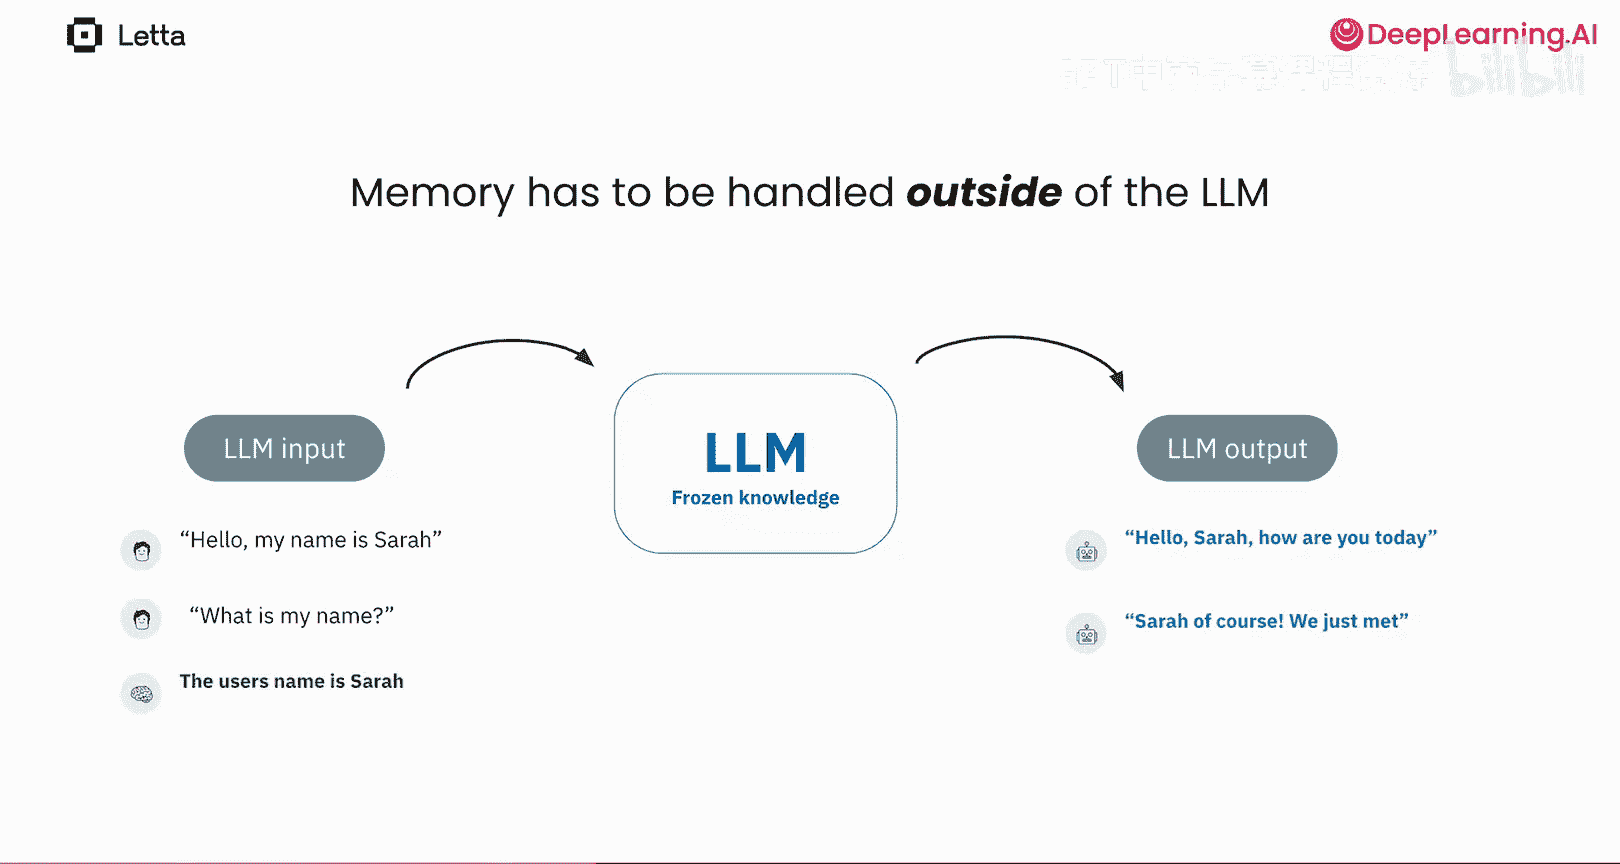 Letta
DeepLearning.AI
bilibili
Memory has to be handled outside of the LLM
LLM input
LLM
Frozen knowledge
LLM output
“Hello, my name is Sarah”
“What is my name?”
The users name is Sarah
“Hello, Sarah, how are you today”
“Sarah of course! We just met”